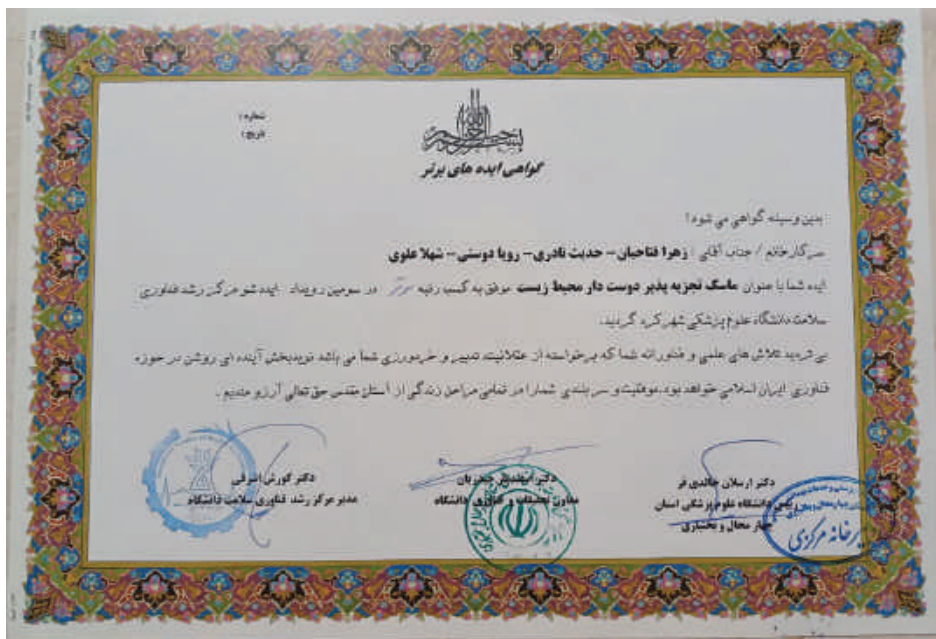 شماره :
تاریخ :
گواهی ایده های برتر
بدین وسیله گواهی می شود :
سرکار خانم / جناب آقای : زهرا فتاحیان - حدیث نادری - رویا دوستی - شهلا علوی
ایده شما با عنوان ماسک تجزیه پذیر دوست دار محیط زیست موفق به کسب رتبه برتر در سومین رویداد ایده شو مرکز رشد فناوری
سلامت دانشگاه علوم پزشکی شهرکرد گردید.
بی تردید تلاش های علمی و فناورانه شما که برخواسته از عقلانیت، تدبیر و خردورزی شما می باشد نویدبخش آینده ای روشن در حوزه
فناوری ایران اسلامی خواهد بود. موفقیت و سربلندی شما را در تمامی مراحل زندگی از آستان مقدس حق تعالی آرزومندیم .
دکتر ارسلان خالدی فر
رییس دانشگاه علوم پزشکی استان
چهار محال و بختیاری
دبیرخانه مرکزی
دکتر
معاون تحقیقات و فناوری دانشگاه
دکتر کورش اشرفی
مدیر مرکز رشد فناوری سلامت دانشگاه